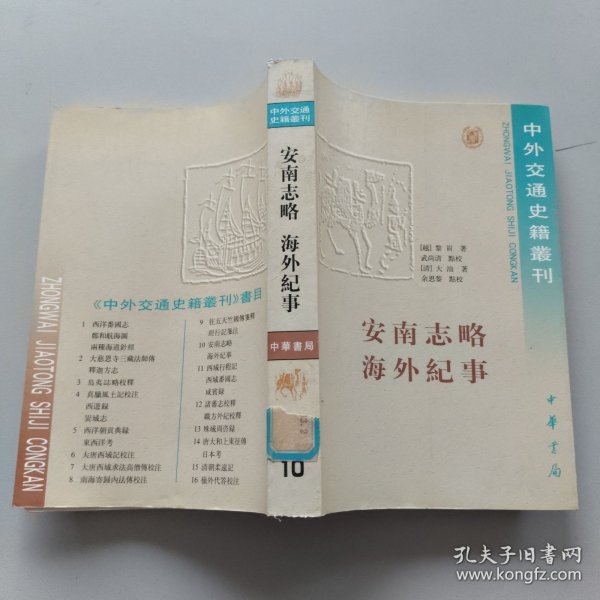 中外交通史籍叢刊
ZHONGWAI JIAOTONG SHIJI CONGKAN
[越] 黎崱 著
武尚清 點校
[清] 大汕 著
余思黎 點校
安南志略
海外紀事
中華書局
中外交通
史籍叢刊
安南志略 海外紀事
中華書局
10
《中外交通史籍叢刊》書目
1 西洋番國志
鄭和航海圖
兩種海道針經
2 大慈恩寺三藏法師傳
釋迦方志
3 島夷誌略校釋
4 真臘風土記校注
西遊録
異域志
5 西洋朝貢典録
東西洋考
6 大唐西域記校注
7 大唐西域求法高僧傳校注
8 南海寄歸內法傳校注
9 往五天竺國傳箋釋
經行記箋注
10 安南志略
海外紀事
11 西域行程記
西域番國志
咸賓録
12 諸蕃志校釋
職方外紀校釋
13 殊域周咨録
14 唐大和上東征傳
日本考
15 清朝柔遠記
16 嶺外代答校注
ZHONGWAI JIAOTONG SHIJI CONGKAN
孔夫子旧书网
www.kongfz.com